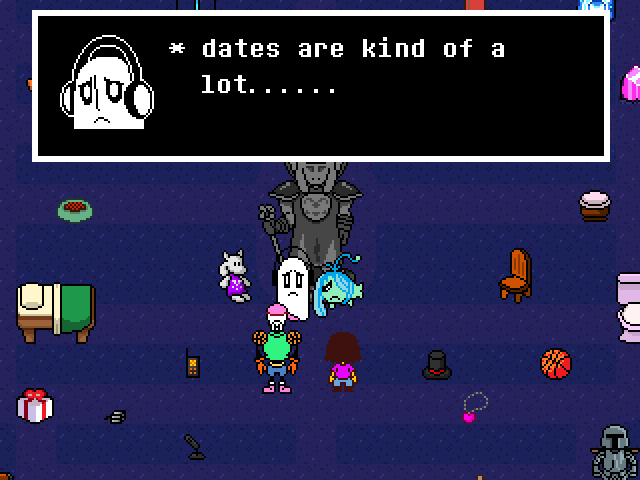 * dates are kind of a
lot......